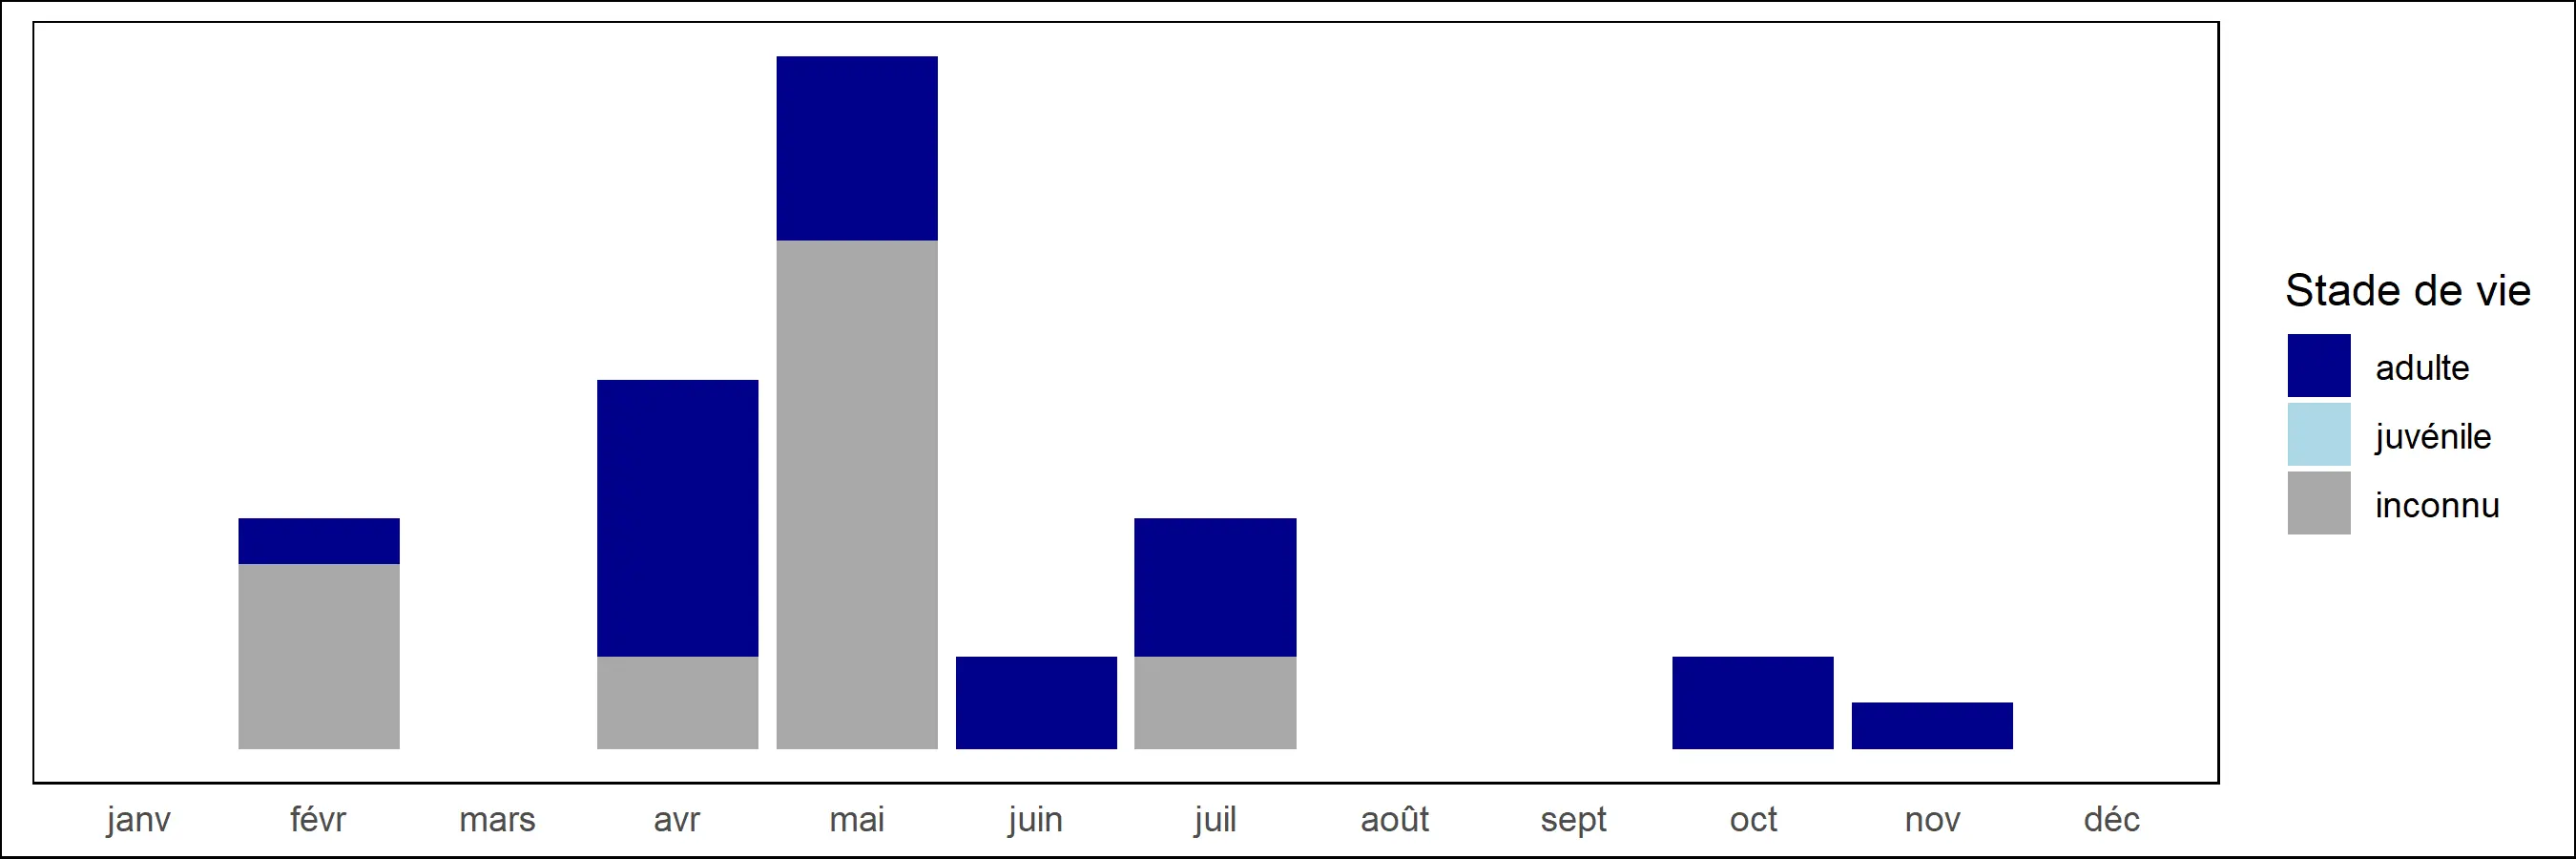 Stade de vie
adulte
juvénile
inconnu
janv févr mars avr mai juin juil août sept oct nov déc